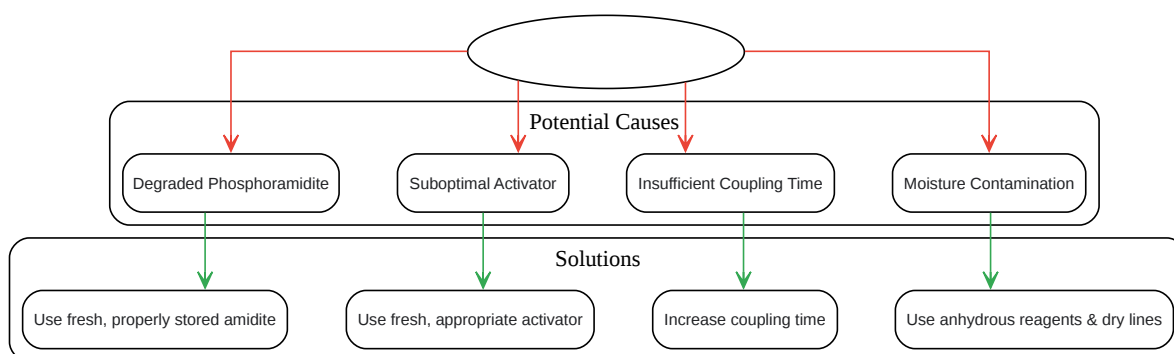 Potential Causes
Degraded Phosphoramidite
Suboptimal Activator
Insufficient Coupling Time
Moisture Contamination
Solutions
Use fresh, properly stored amidite
Use fresh, appropriate activator
Increase coupling time
Use anhydrous reagents & dry lines